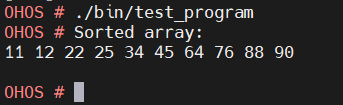 OHOS # ./bin/test_program
OHOS # Sorted array:
11 12 22 25 34 45 64 76 88 90
OHOS #